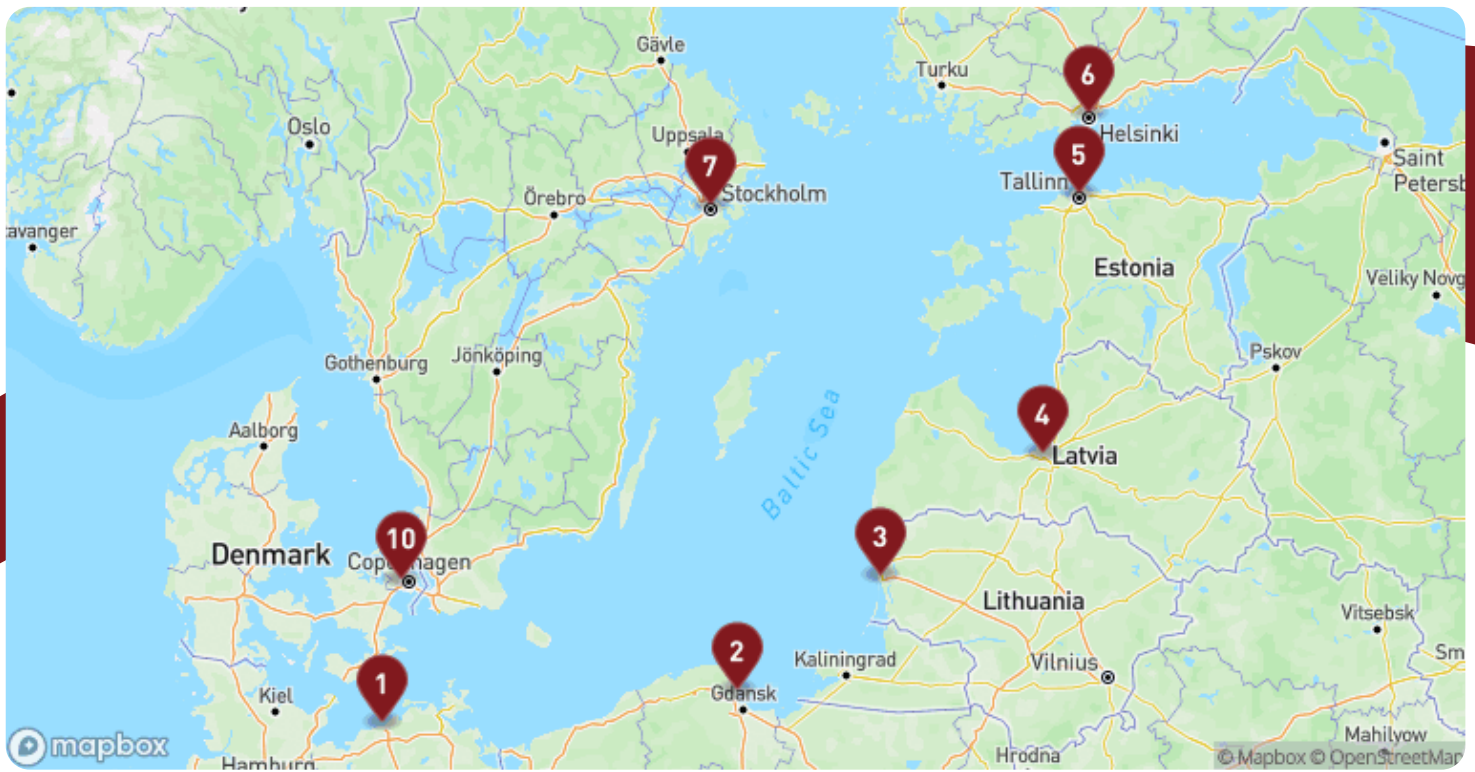 Gävle
Turku
6
Oslo
Helsinki
Uppsala
5
Saint
Petersb
7
Tallinn
Stockholm
Örebro
tavanger
Estonia
Veliky Novg
Gothenburg
Jönköping
Pskov
4
Baltic Sea
Aalborg
Latvia
3
10
Denmark
Copenhagen
Lithuania
Vitsebsk
2
Kaliningrad
Vilnius
Sm
1
Kiel
Gdańsk
mapbox
Mahilyow
Hrodna
© Mapbox © OpenStreetMap
Hamburg